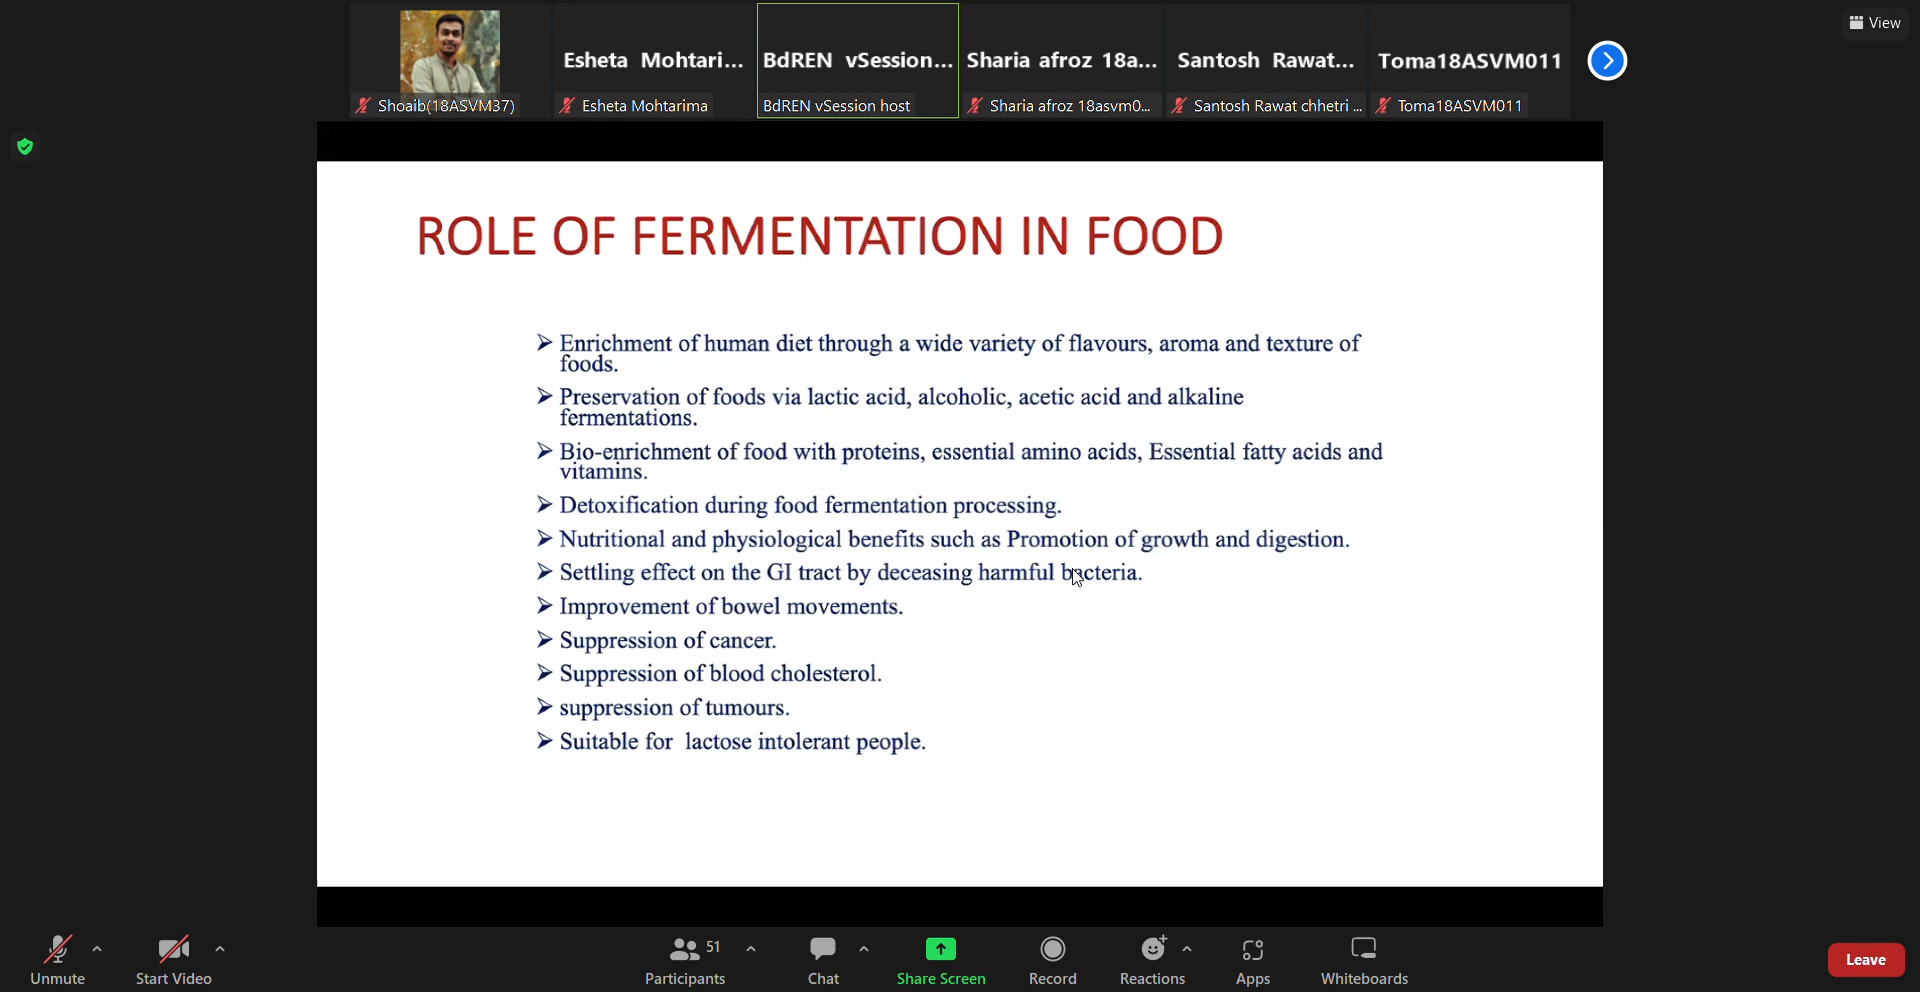 View
Esheta Mohtari...
BdREN vSession...
Sharia afroz 18a...
Santosh Rawat...
Toma18ASVM011
Shoaib(18ASVM37)
Esheta Mohtarima
BdREN vSession host
Sharia afroz 18asvm0...
Santosh Rawat chhetri ...
Toma18ASVM011
ROLE OF FERMENTATION IN FOOD
➢ Enrichment of human diet through a wide variety of flavours, aroma and texture of
foods.
➢ Preservation of foods via lactic acid, alcoholic, acetic acid and alkaline
fermentations.
➢ Bio-enrichment of food with proteins, essential amino acids, Essential fatty acids and
vitamins.
➢ Detoxification during food fermentation processing.
➢ Nutritional and physiological benefits such as Promotion of growth and digestion.
➢ Settling effect on the GI tract by deceasing harmful bacteria.
➢ Improvement of bowel movements.
➢ Suppression of cancer.
➢ Suppression of blood cholesterol.
➢ suppression of tumours.
➢ Suitable for lactose intolerant people.
51
Unmute
Start Video
Participants
Chat
Share Screen
Record
Reactions
Apps
Whiteboards
Leave